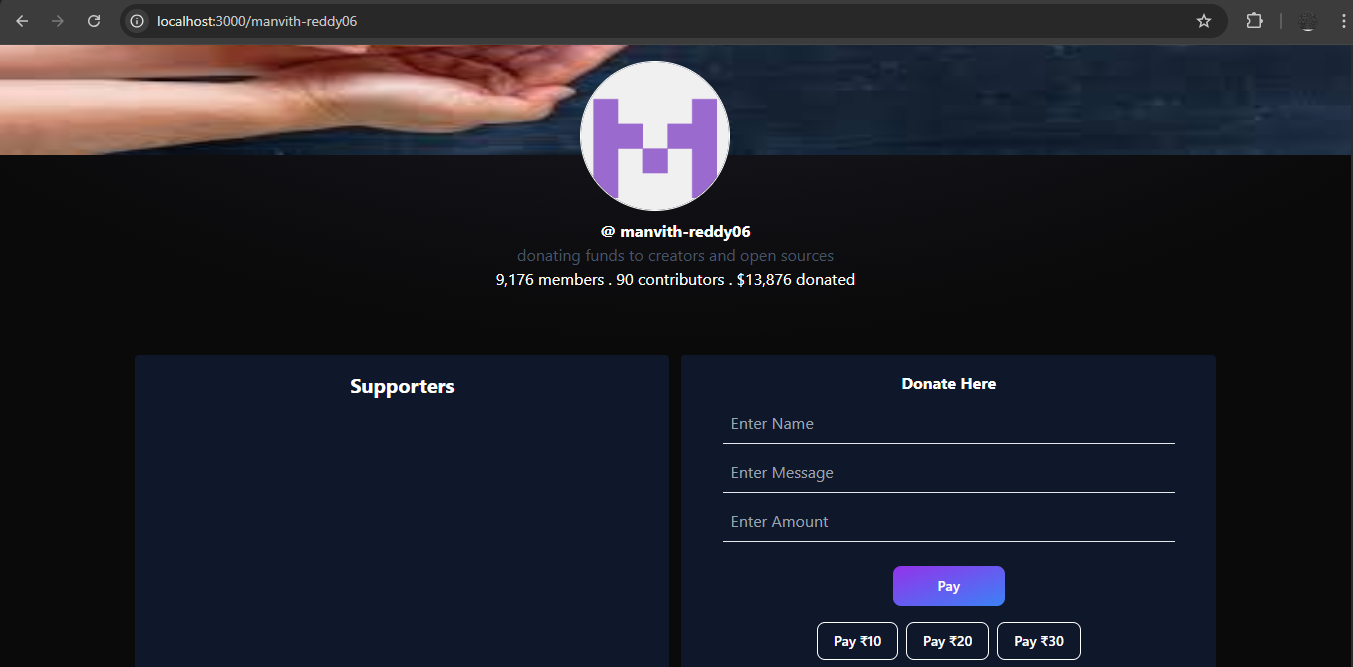 localhost:3000/manvith-reddy06
@ manvith-reddy06
donating funds to creators and open sources
9,176 members . 90 contributors . $13,876 donated
Supporters
Donate Here
Enter Name
Enter Message
Enter Amount
Pay
Pay ₹10 Pay ₹20 Pay ₹30